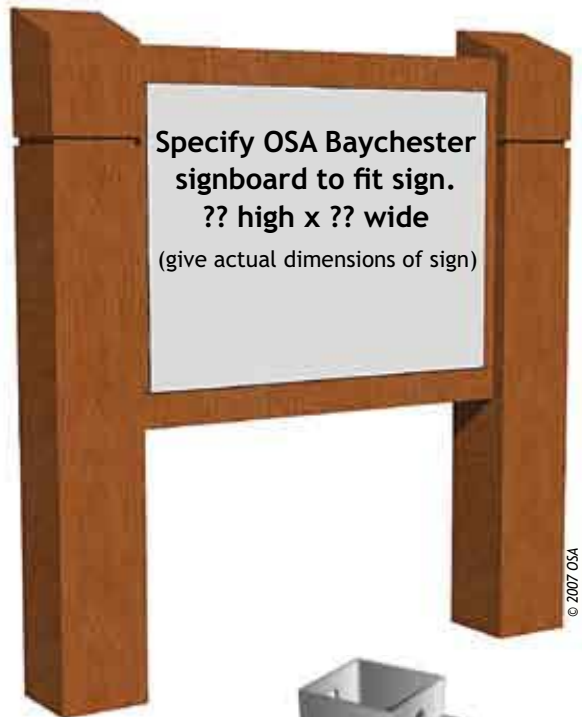 Specify OSA Baychester
signboard to fit sign.
?? high x ?? wide
(give actual dimensions of sign)
© 2007 OSA